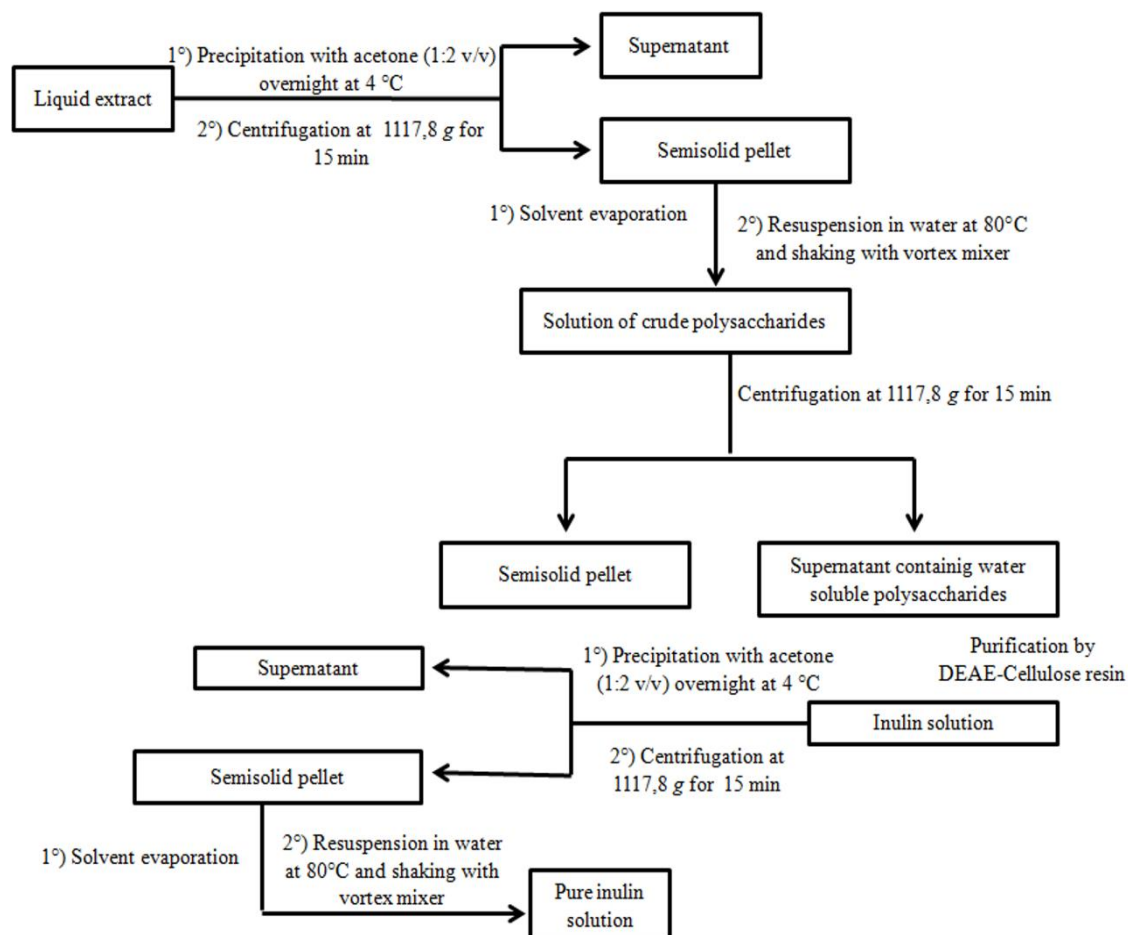 Supernatant
1°) Precipitation with acetone (1:2 v/v)
overnight at 4 °C
Liquid extract
2°) Centrifugation at 1117,8 g for
15 min
Semisolid pellet
1°) Solvent evaporation
2°) Resuspension in water at 80°C
and shaking with vortex mixer
Solution of crude polysaccharides
Centrifugation at 1117,8 g for 15 min
Semisolid pellet
Supernatant containig water
soluble polysaccharides
Purification by
DEAE-Cellulose resin
Supernatant
1°) Precipitation with acetone
(1:2 v/v) overnight at 4 °C
Inulin solution
2°) Centrifugation at
1117,8 g for 15 min
Semisolid pellet
1°) Solvent evaporation
2°) Resuspension in water
at 80°C and shaking with
vortex mixer
Pure inulin
solution